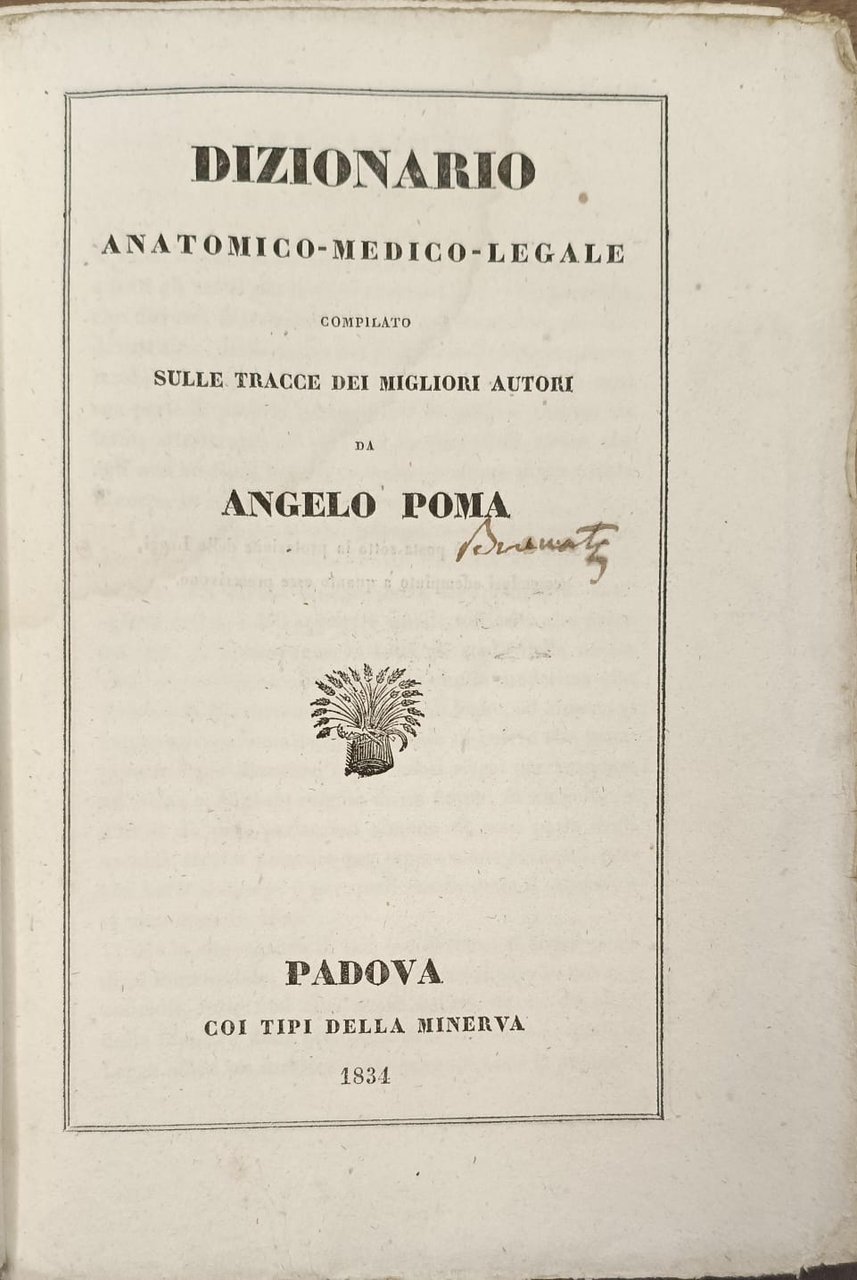 DIZIONARIO
ANATOMICO-MEDICO-LEGALE
COMPILATO
SULLE TRACCE DEI MIGLIORI AUTORI
DA
ANGELO POMA
PADOVA
COI TIPI DELLA MINERVA
1834